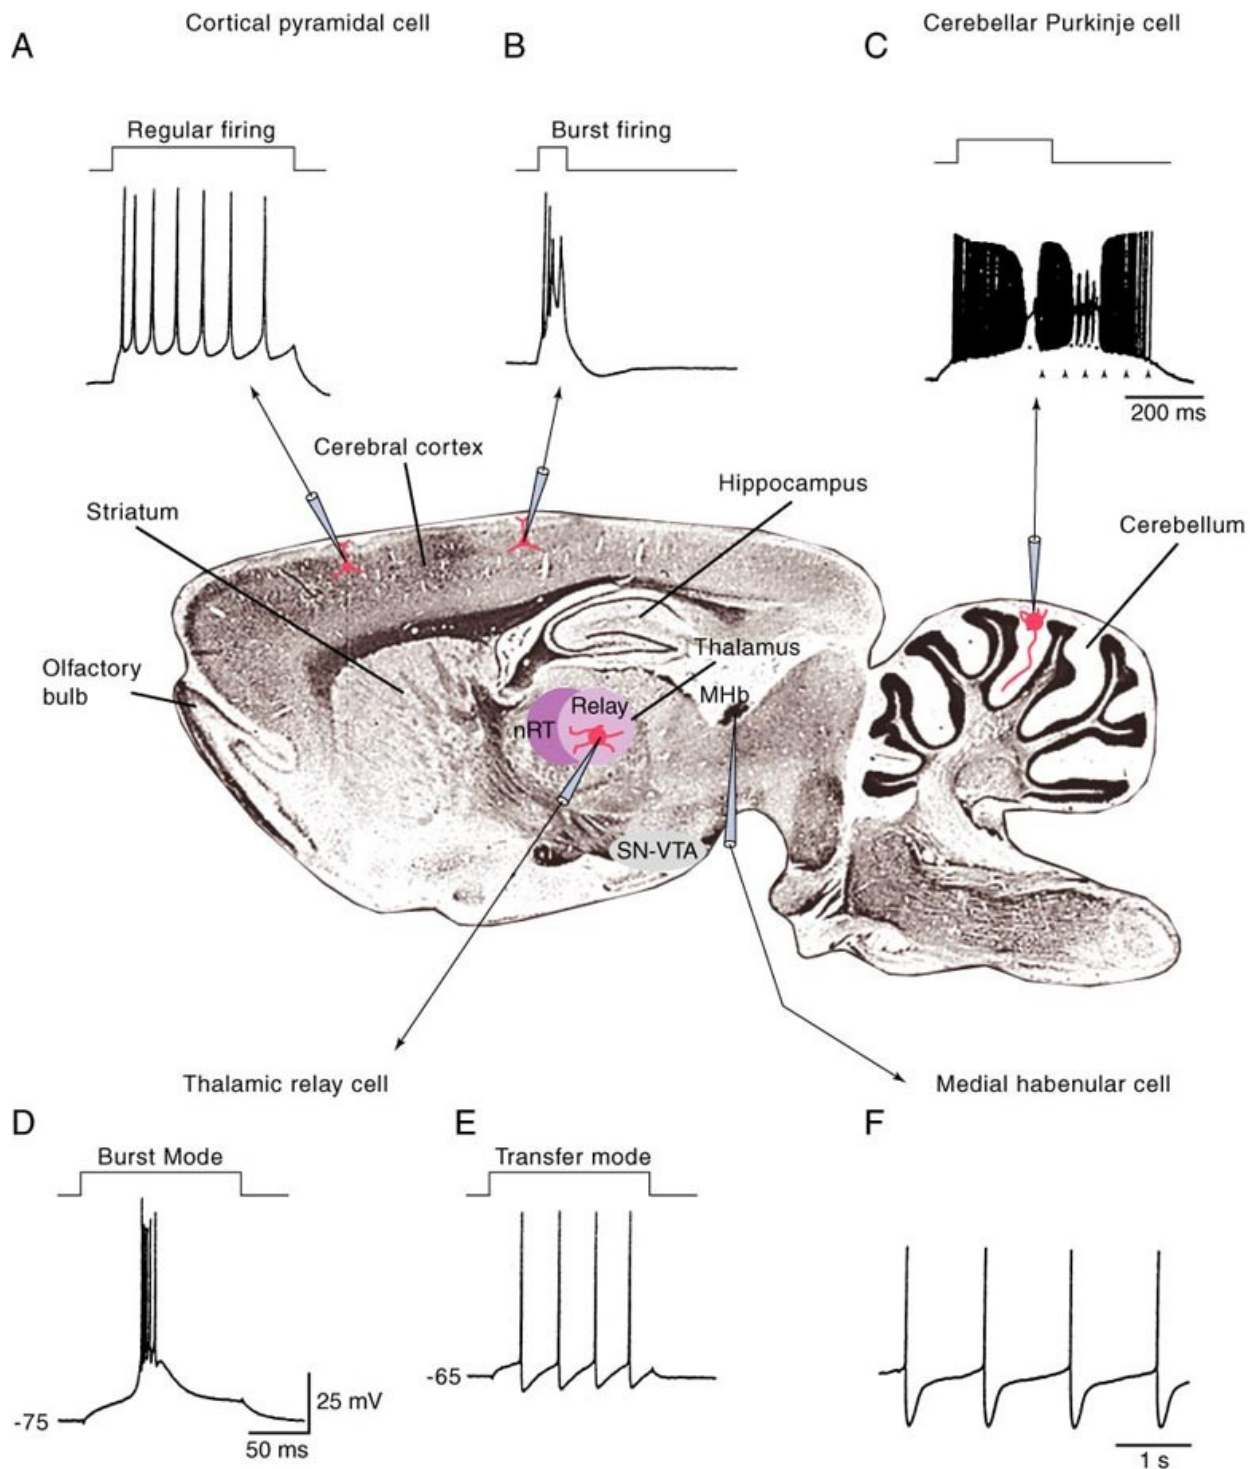 Cortical pyramidal cell
Cerebellar Purkinje cell
A
B
C
Regular firing
Burst firing
200 ms
Cerebral cortex
Hippocampus
Striatum
Cerebellum
Thalamus
Olfactory
bulb
MHb
Relay
nRT
SN-VTA
Thalamic relay cell
Medial habenular cell
D
E
F
Burst Mode
Transfer mode
-65
25 mV
-75
50 ms
1 s